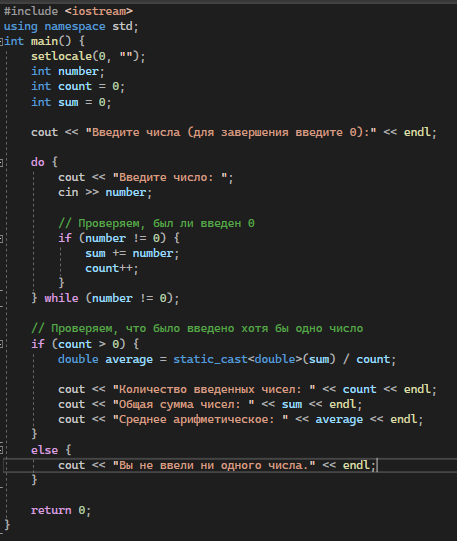 #include <iostream>
using namespace std;
int main() {
    setlocale(0, "");
    int number;
    int count = 0;
    int sum = 0;

    cout << "Введите числа (для завершения введите 0):" << endl;

    do {
        cout << "Введите число: ";
        cin >> number;

        // Проверяем, был ли введен 0
        if (number != 0) {
            sum += number;
            count++;
        }
    } while (number != 0);

    // Проверяем, что было введено хотя бы одно число
    if (count > 0) {
        double average = static_cast<double>(sum) / count;

        cout << "Количество введенных чисел: " << count << endl;
        cout << "Общая сумма чисел: " << sum << endl;
        cout << "Среднее арифметическое: " << average << endl;
    }
    else {
        cout << "Вы не ввели ни одного числа." << endl;
    }

    return 0;
}